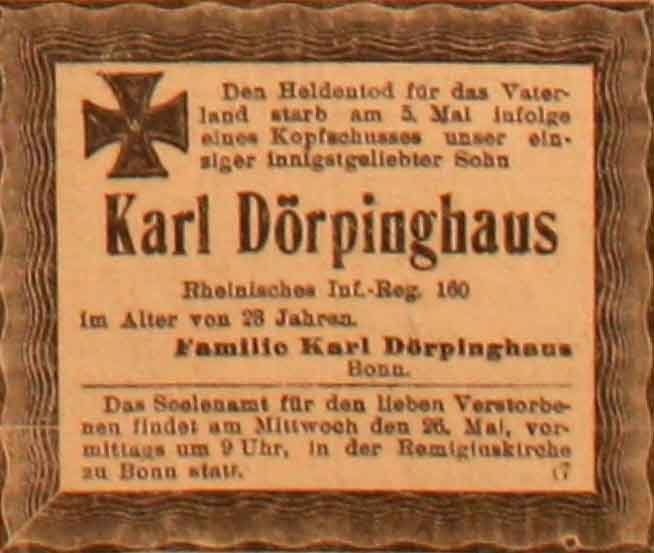 Den Heldentod für das Vater-
land starb am 5. Mai infolge
eines Kopfschusses unser ein-
ziger innigstgeliebter Sohn
Karl Dörpinghaus
Rheinisches Inf.-Reg. 160
im Alter von 28 Jahren.
Familie Karl Dörpinghaus
Bonn.
Das Seelenamt für den lieben Verstorbe-
nen findet am Mittwoch den 26. Mai, vor-
mittags um 9 Uhr, in der Remigiuskirche
zu Bonn statt. (7